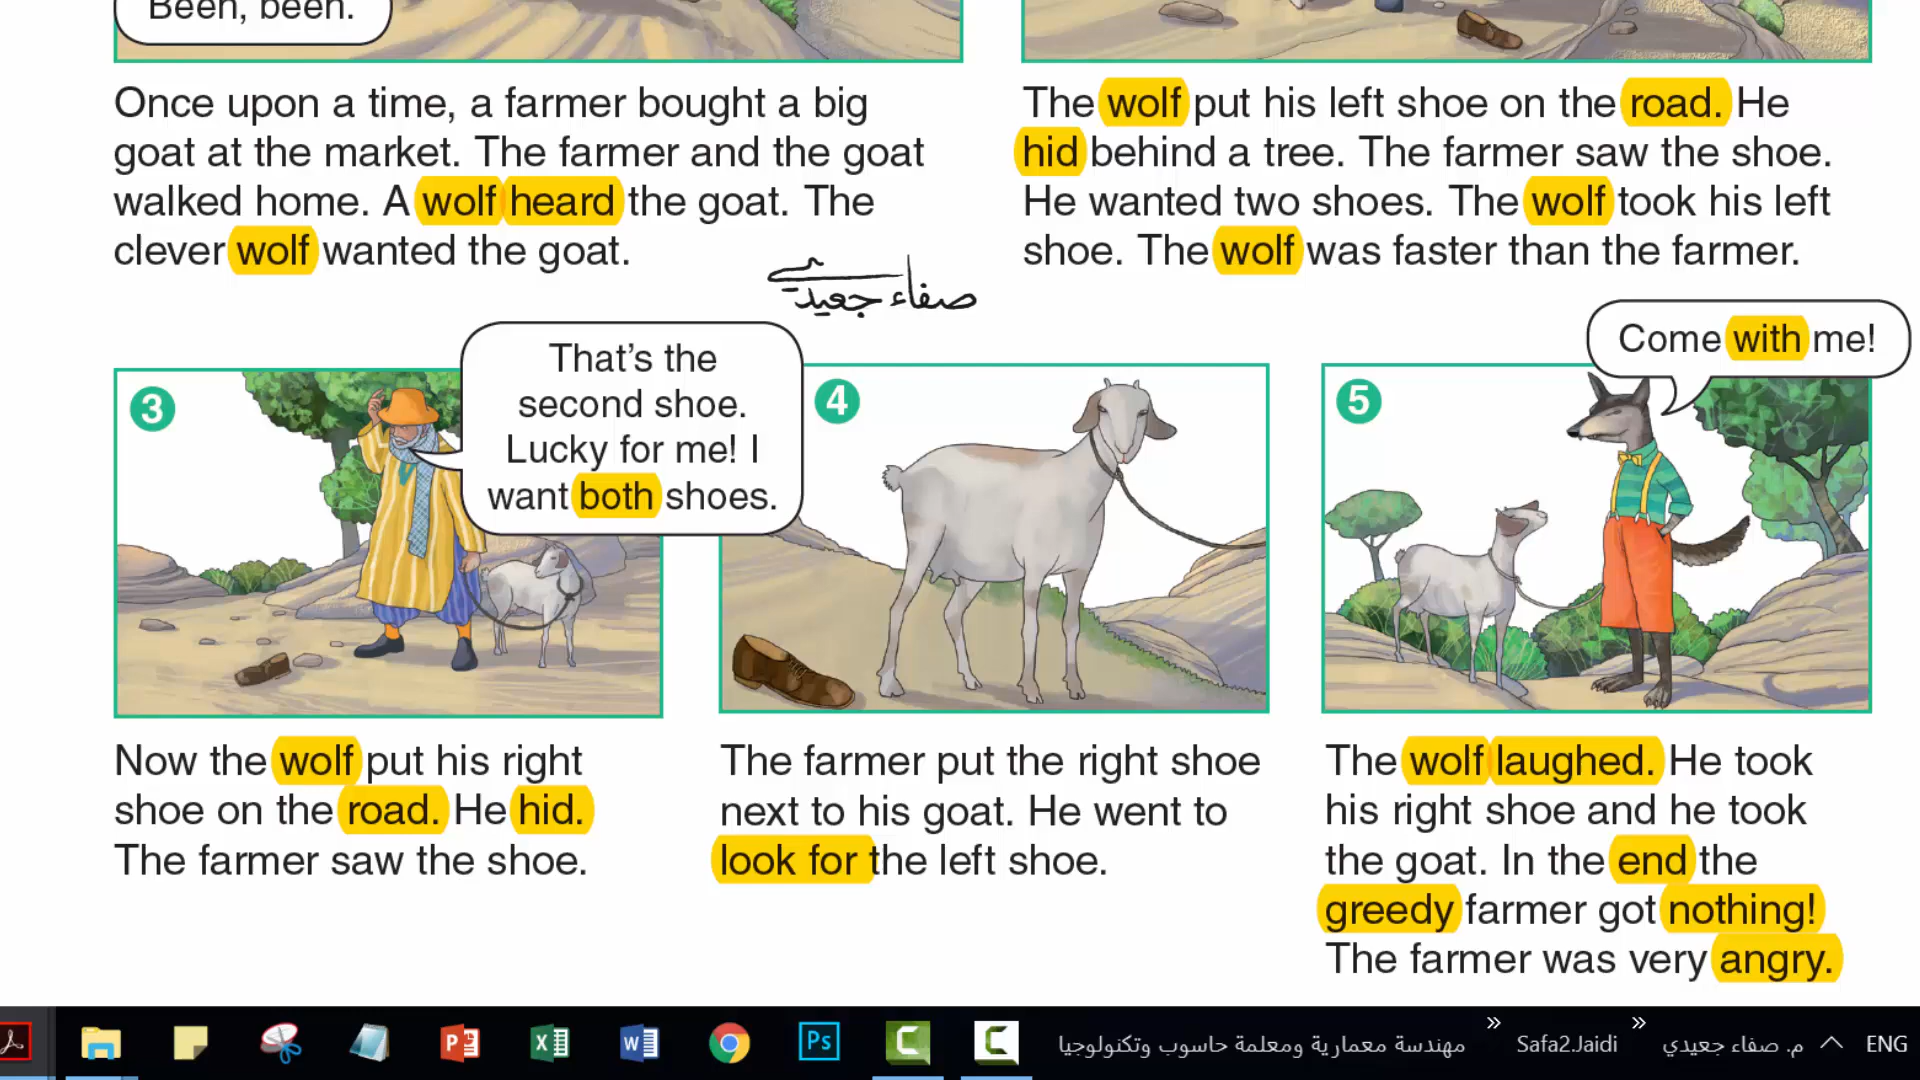 Been, been.
Once upon a time, a farmer bought a big
goat at the market. The farmer and the goat
walked home. A wolf heard the goat. The
clever wolf wanted the goat.
The wolf put his left shoe on the road. He
hid behind a tree. The farmer saw the shoe.
He wanted two shoes. The wolf took his left
shoe. The wolf was faster than the farmer.
صفاء جعيدي
3
That’s the
second shoe.
Lucky for me! I
want both shoes.
Now the wolf put his right
shoe on the road. He hid.
The farmer saw the shoe.
4
The farmer put the right shoe
next to his goat. He went to
look for the left shoe.
5
Come with me!
The wolf laughed. He took
his right shoe and he took
the goat. In the end the
greedy farmer got nothing!
The farmer was very angry.
Ps
مهندسة معمارية ومعلمة حاسوب وتكنولوجيا
Safa2.Jaidi
م. صفاء جعيدي
ENG